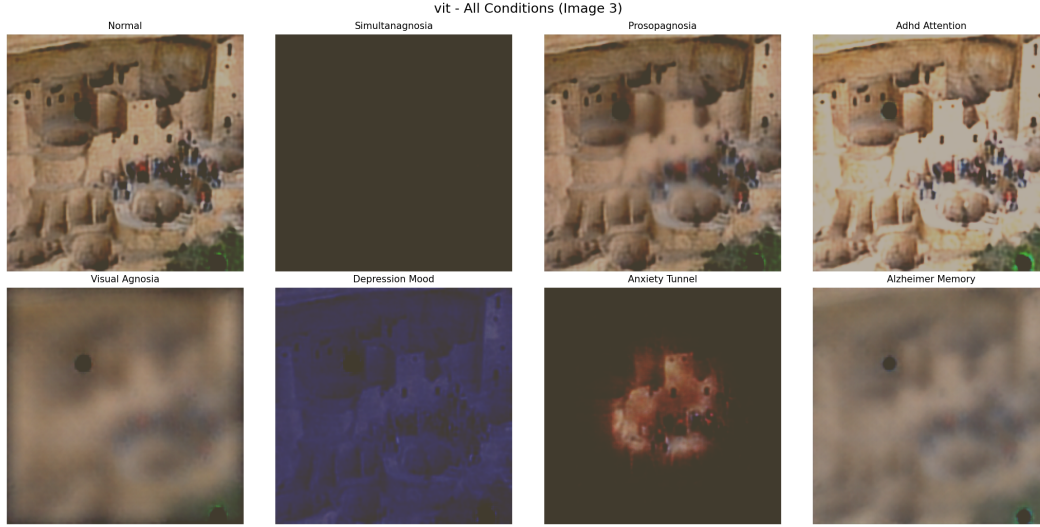 vit - All Conditions (Image 3)
Normal
Simultanagnosia
Prosopagnosia
Adhd Attention
Visual Agnosia
Depression Mood
Anxiety Tunnel
Alzheimer Memory